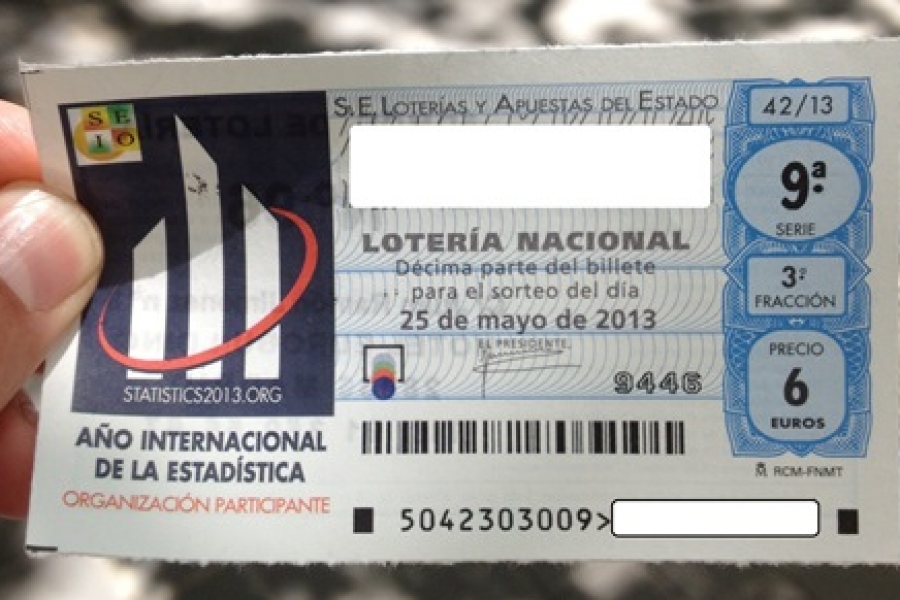 SE
IO
STATISTICS2013.ORG
AÑO INTERNACIONAL
DE LA ESTADÍSTICA
ORGANIZACIÓN PARTICIPANTE
S.E. LOTERÍAS Y APUESTAS DEL ESTADO
LOTERÍA NACIONAL
Décima parte del billete
para el sorteo del día
25 de mayo de 2013
EL PRESIDENTE,
9446
5042303009>
42/13
9ª
SERIE
3ª
FRACCIÓN
PRECIO
6
EUROS
RCM-FNMT